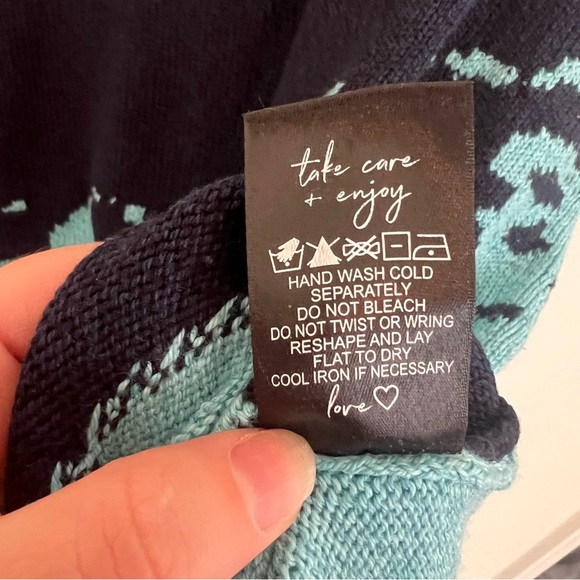 take care
+ enjoy
HAND WASH COLD
SEPARATELY
DO NOT BLEACH
DO NOT TWIST OR WRING
RESHAPE AND LAY
FLAT TO DRY
COOL IRON IF NECESSARY
love♡